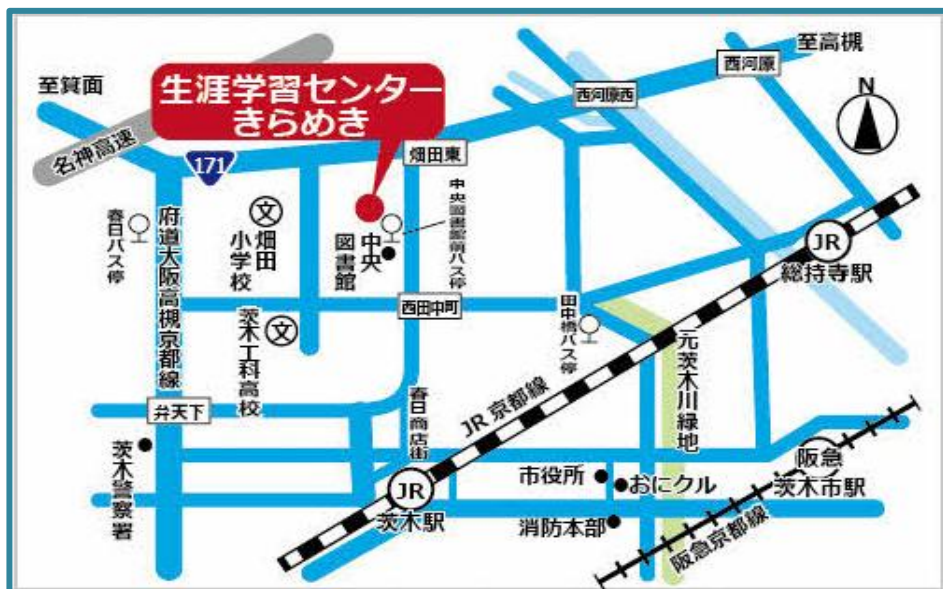 至高槻
西河原
西河原西
N
至箕面
生涯学習センター
きらめき
名神高速
171
畑田東
中央図書館前バス停
春日バス停
府道大阪高槻京都線
文
畑田
小学校
中央
図書館
JR
総持寺駅
西田中町
田中橋バス停
文
茨木工科高校
元茨木川緑地
JR 京都線
弁天下
春日商店街
茨木警察署
市役所
おにクル
阪急
茨木市駅
JR
茨木駅
消防本部
阪急京都線